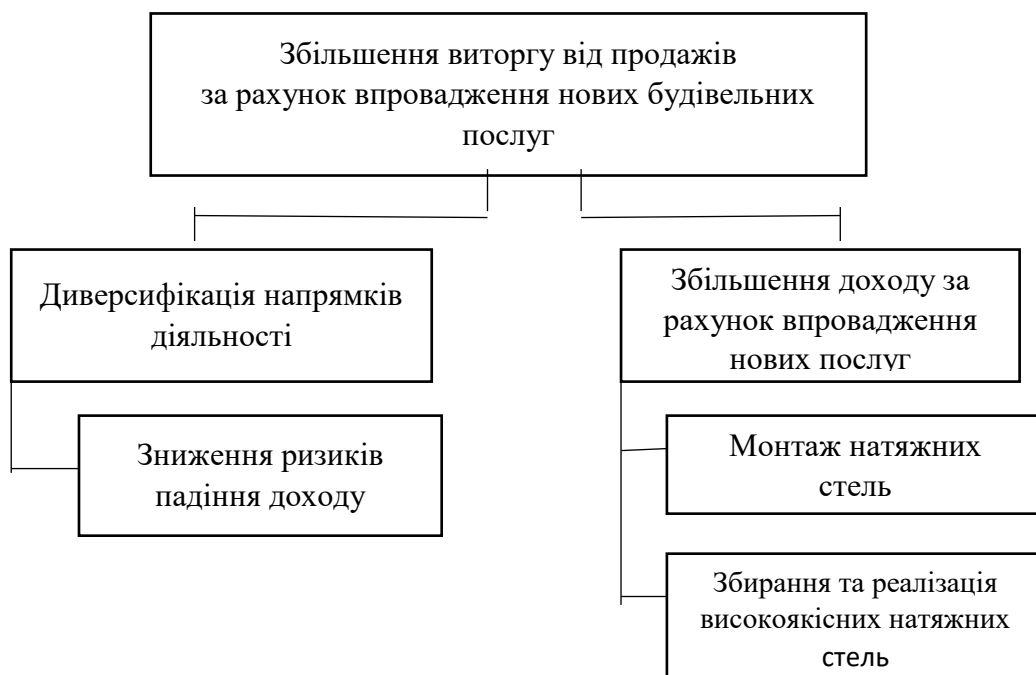 Збільшення виторгу від продажів
за рахунок впровадження нових будівельних
послуг
Диверсифікація напрямків
діяльності
Зниження ризиків
падіння доходу
Збільшення доходу за
рахунок впровадження
нових послуг
Монтаж натяжних
стель
Збирання та реалізація
високоякісних натяжних
стель